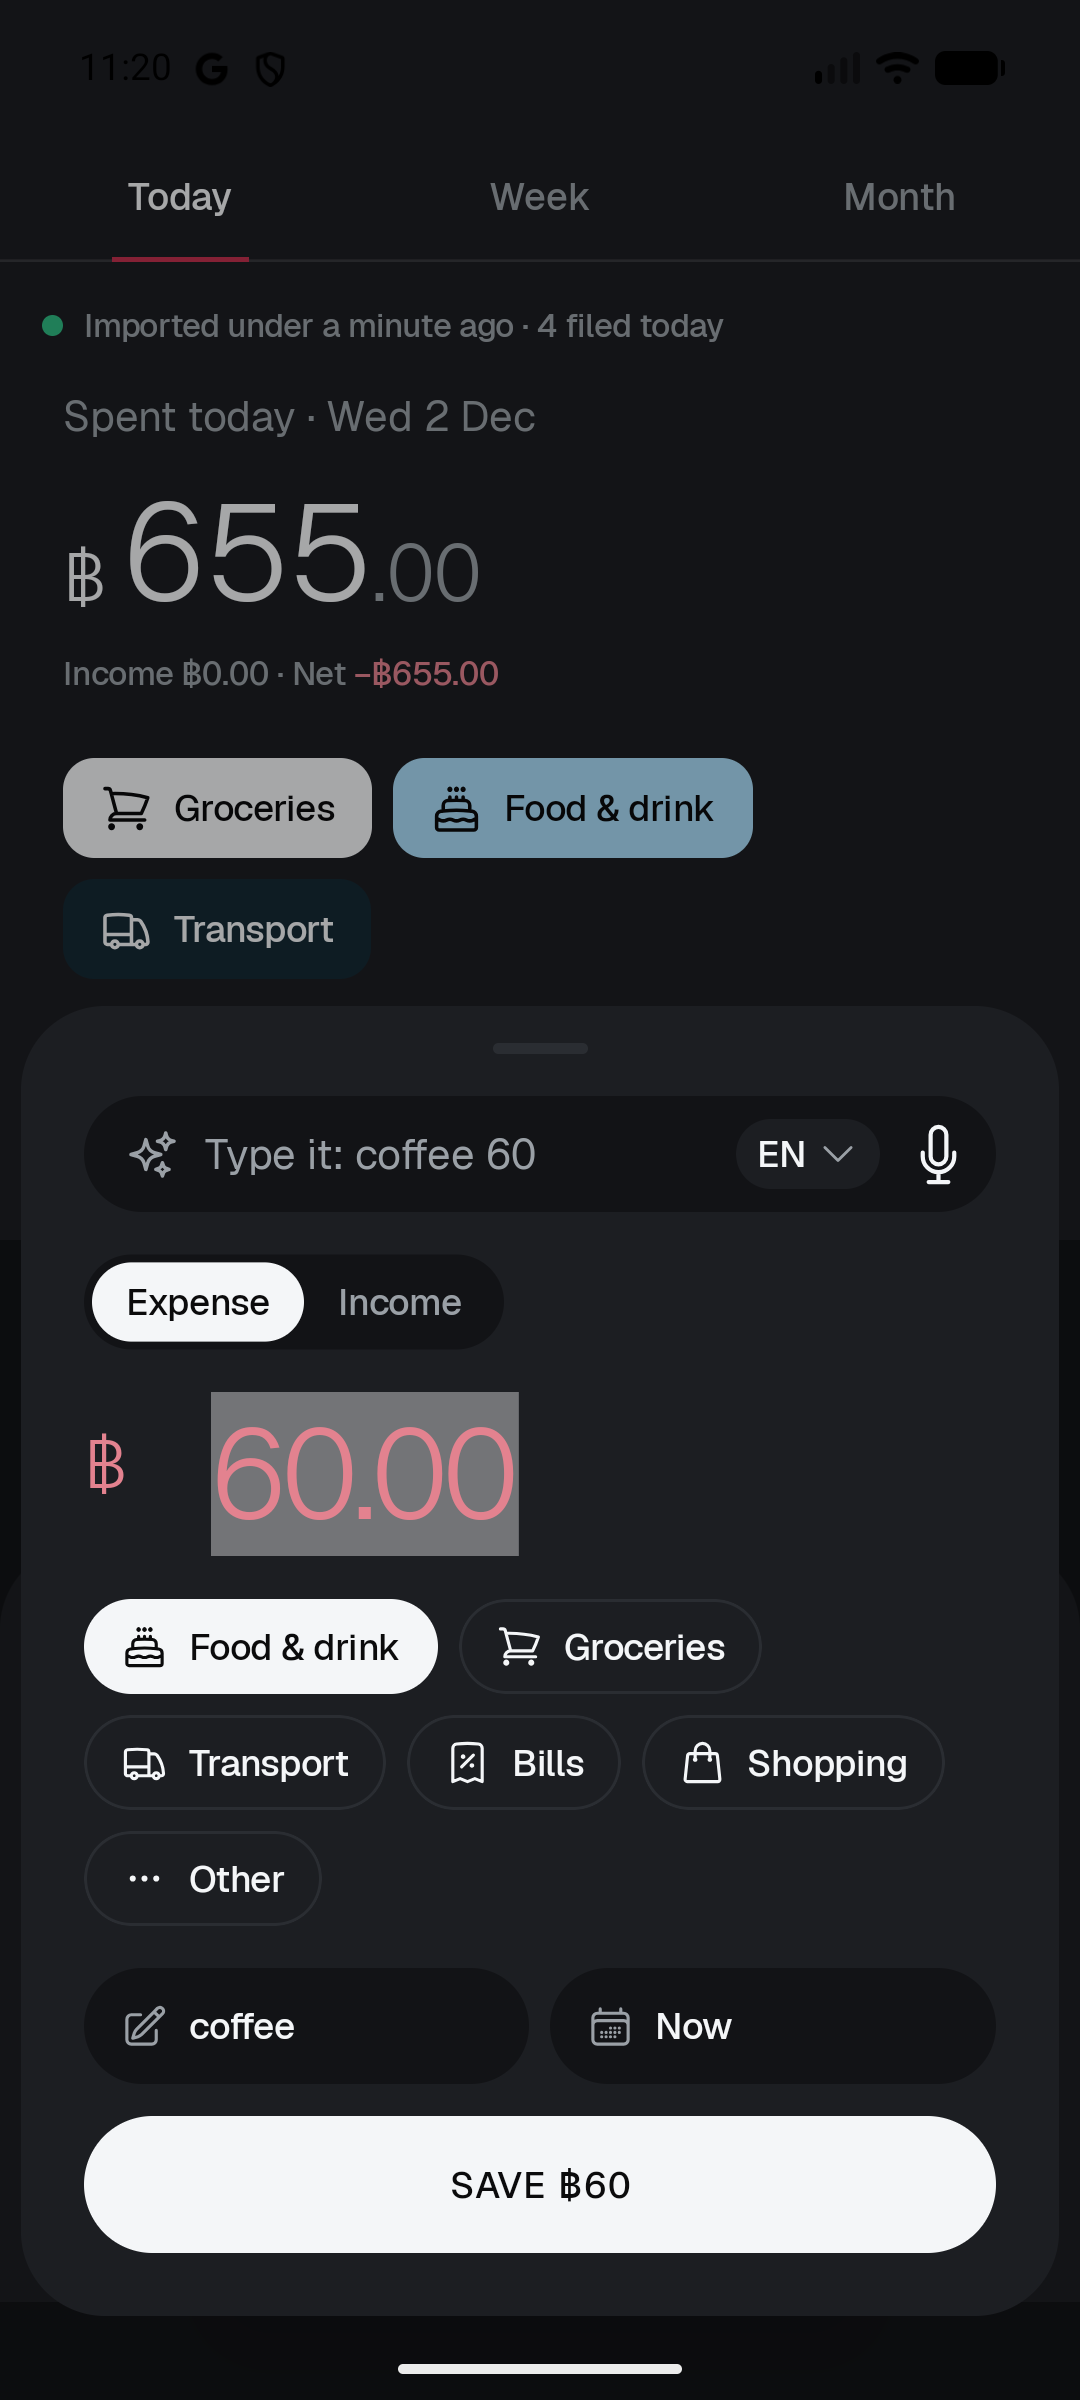 11:20
Today Week Month
Imported under a minute ago · 4 filed today
Spent today · Wed 2 Dec
฿ 655.00
Income ฿0.00 · Net −฿655.00
Groceries Food & drink
Transport
Type it: coffee 60 EN
Expense Income
฿ 60.00
Food & drink Groceries
Transport Bills Shopping
Other
coffee Now
SAVE ฿60